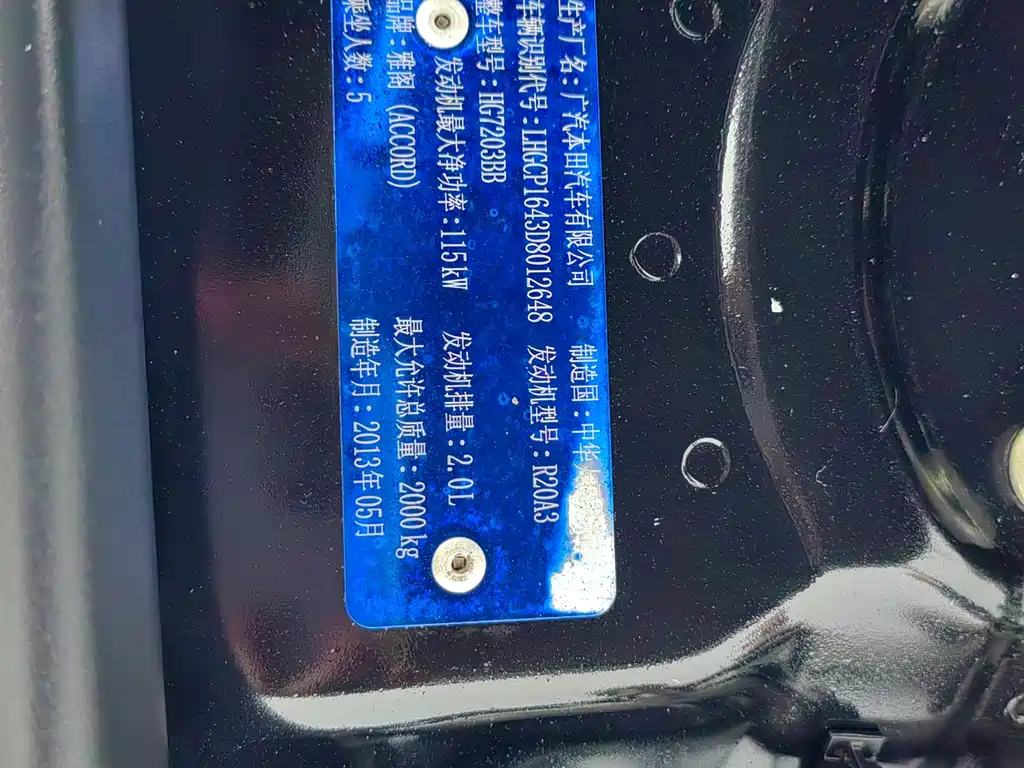 生产厂名:广汽本田汽车有限公司 制造国:中华
车辆识别代号:LHGCP1643D8012648 发动机型号:R20A3
整车型号:HG7203BB
发动机最大净功率:115kW 发动机排量:2.0L
品牌:雅阁 (ACCORD) 最大允许总质量:2000kg
乘坐人数:5 制造年月:2013年05月